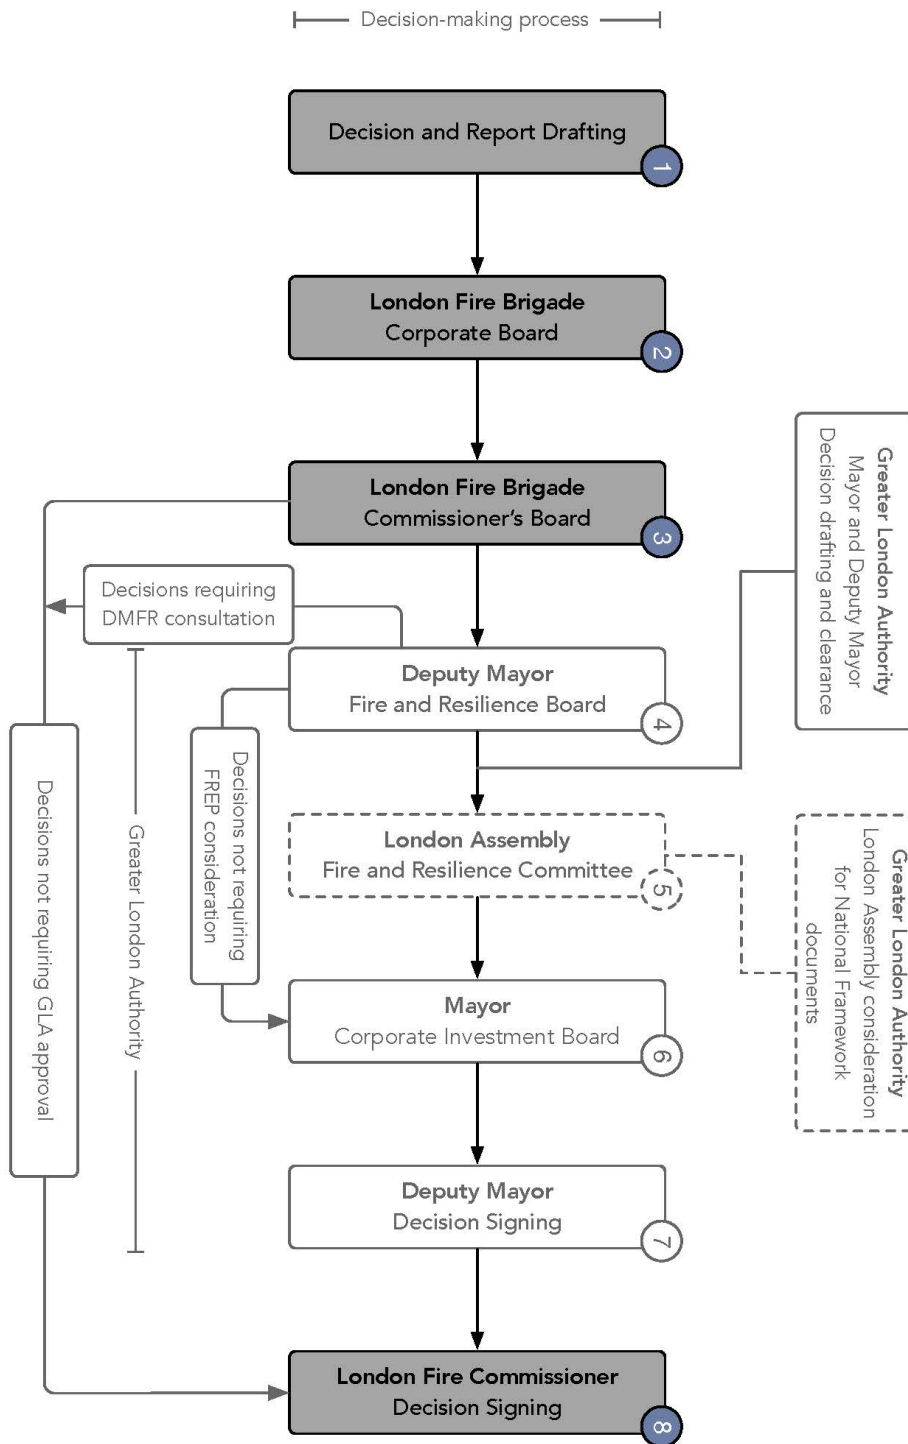 Decision-making process
Decision and Report Drafting
1
London Fire Brigade
Corporate Board
2
London Fire Brigade
Commissioner's Board
3
Greater London Authority
Mayor and Deputy Mayor
Decision drafting and clearance
Decisions requiring
DMFR consultation
Deputy Mayor
Fire and Resilience Board
4
Decisions not requiring
FREP consideration
Greater London Authority
Decisions not requiring GLA approval
London Assembly
Fire and Resilience Committee
5
Greater London Authority
London Assembly consideration
for National Framework
documents
Mayor
Corporate Investment Board
6
Deputy Mayor
Decision Signing
7
London Fire Commissioner
Decision Signing
8